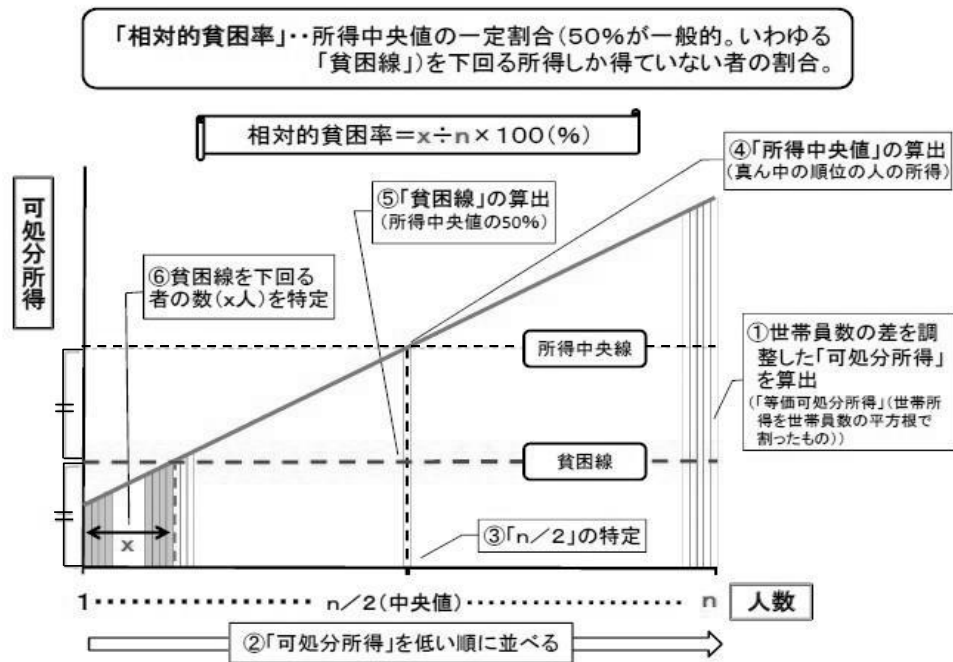 「相対的貧困率」・・所得中央値の一定割合(50%が一般的。いわゆる
「貧困線」)を下回る所得しか得ていない者の割合。
相対的貧困率=x÷n×100(%)
④「所得中央値」の算出
(真ん中の順位の人の所得)
⑤「貧困線」の算出
(所得中央値の50%)
可処分所得
⑥貧困線を下回る
者の数(x人)を特定
所得中央線
①世帯員数の差を調
整した「可処分所得」
を算出
(「等価可処分所得」(世帯所
得を世帯員数の平方根で
割ったもの))
貧困線
x
③「n/2」の特定
1・・・・・・・・・・・・・n/2(中央値)・・・・・・・・・・・・・・n
人数
②「可処分所得」を低い順に並べる